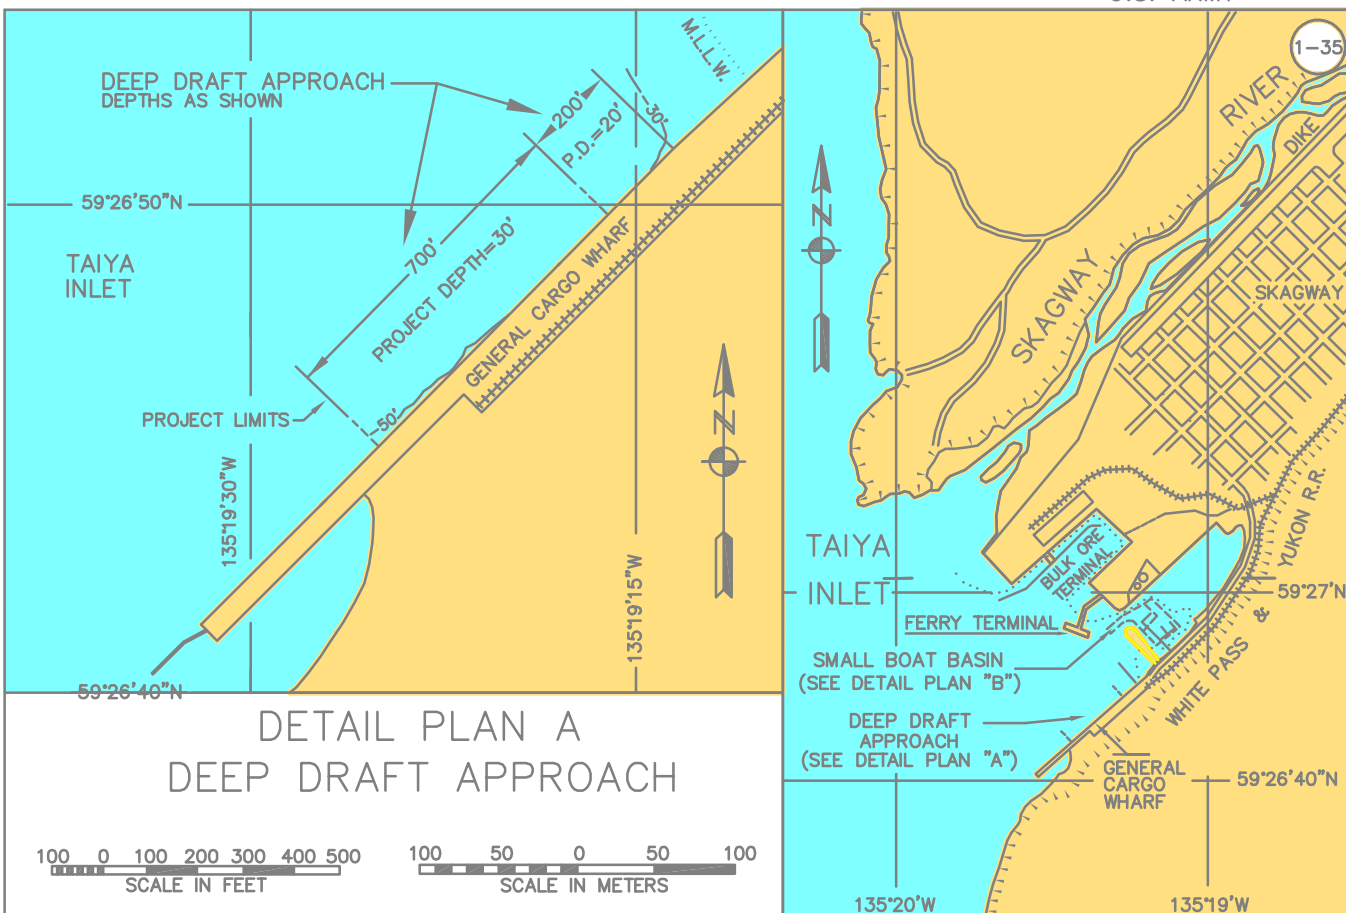 M.L.L.W.
DEEP DRAFT APPROACH
DEPTHS AS SHOWN
200'
P.D.=20'
30'
59°26'50"N
TAIYA
INLET
700'
PROJECT DEPTH=30'
GENERAL CARGO WHARF
N
PROJECT LIMITS
50'
135°19'30"W
135°19'15"W
59°26'40"N
DETAIL PLAN A
DEEP DRAFT APPROACH
100 0 100 200 300 400 500
SCALE IN FEET
100 50 0 50 100
SCALE IN METERS
1-35
SKAGWAY RIVER
DIKE
N
SKAGWAY
TAIYA
INLET
BULK ORE
TERMINAL
YUKON R.R.
59°27'N
FERRY TERMINAL
WHITE PASS &
SMALL BOAT BASIN
(SEE DETAIL PLAN "B")
DEEP DRAFT
APPROACH
(SEE DETAIL PLAN "A")
GENERAL
CARGO
WHARF
59°26'40"N
135°20'W
135°19'W